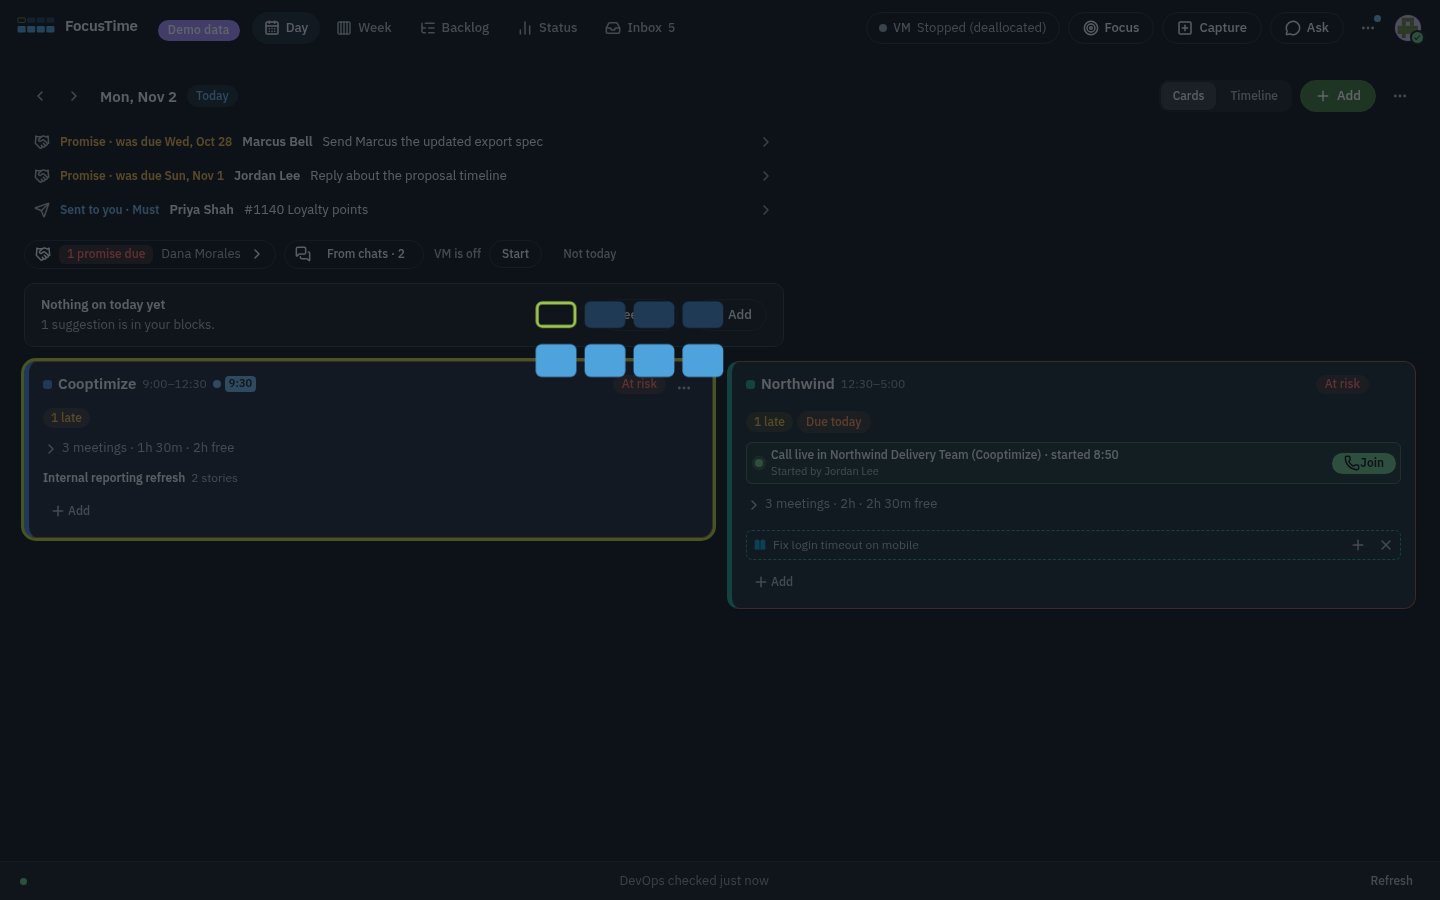 FocusTime
Demo data
Day
Week
Backlog
Status
Inbox 5
VM Stopped (deallocated)
Focus
Capture
Ask
Mon, Nov 2
Today
Cards
Timeline
Add
Promise · was due Wed, Oct 28 Marcus Bell Send Marcus the updated export spec
Promise · was due Sun, Nov 1 Jordan Lee Reply about the proposal timeline
Sent to you · Must Priya Shah #1140 Loyalty points
1 promise due Dana Morales
From chats · 2
VM is off
Start
Not today
Nothing on today yet
1 suggestion is in your blocks.
Add
Cooptimize 9:00–12:30 9:30
At risk
1 late
3 meetings · 1h 30m · 2h free
Internal reporting refresh 2 stories
Add
Northwind 12:30–5:00
At risk
1 late
Due today
Call live in Northwind Delivery Team (Cooptimize) · started 8:50
Started by Jordan Lee
Join
3 meetings · 2h · 2h 30m free
Fix login timeout on mobile
Add
DevOps checked just now
Refresh